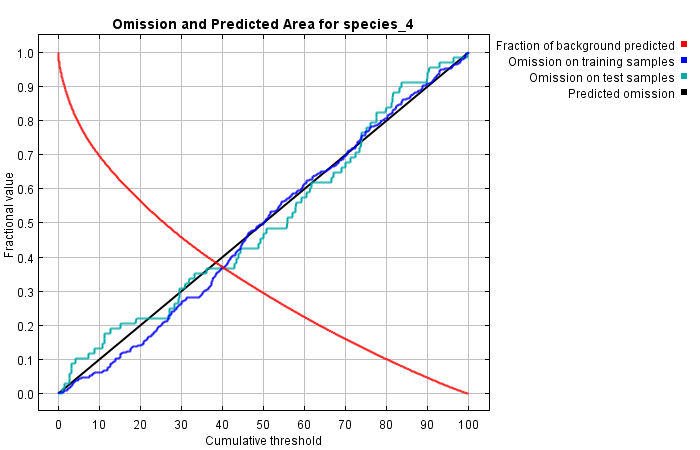 Omission and Predicted Area for species_4
Fraction of background predicted
Omission on training samples
Omission on test samples
Predicted omission
Fractional value
1.0
0.9
0.8
0.7
0.6
0.5
0.4
0.3
0.2
0.1
0.0
0 10 20 30 40 50 60 70 80 90 100
Cumulative threshold